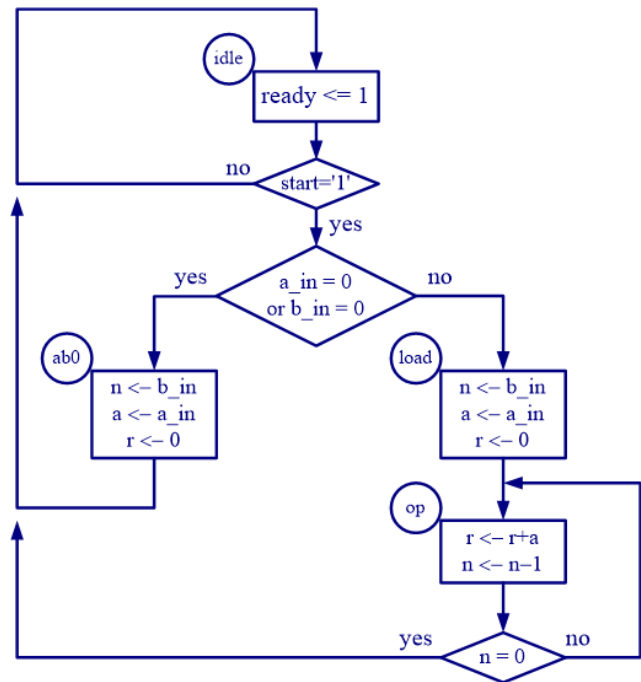 idle
ready <= 1
no
start='1'
yes
yes
a_in = 0
or b_in = 0
no
ab0
n <– b_in
a <– a_in
r <– 0
load
n <– b_in
a <– a_in
r <– 0
op
r <– r+a
n <– n–1
yes
n = 0
no